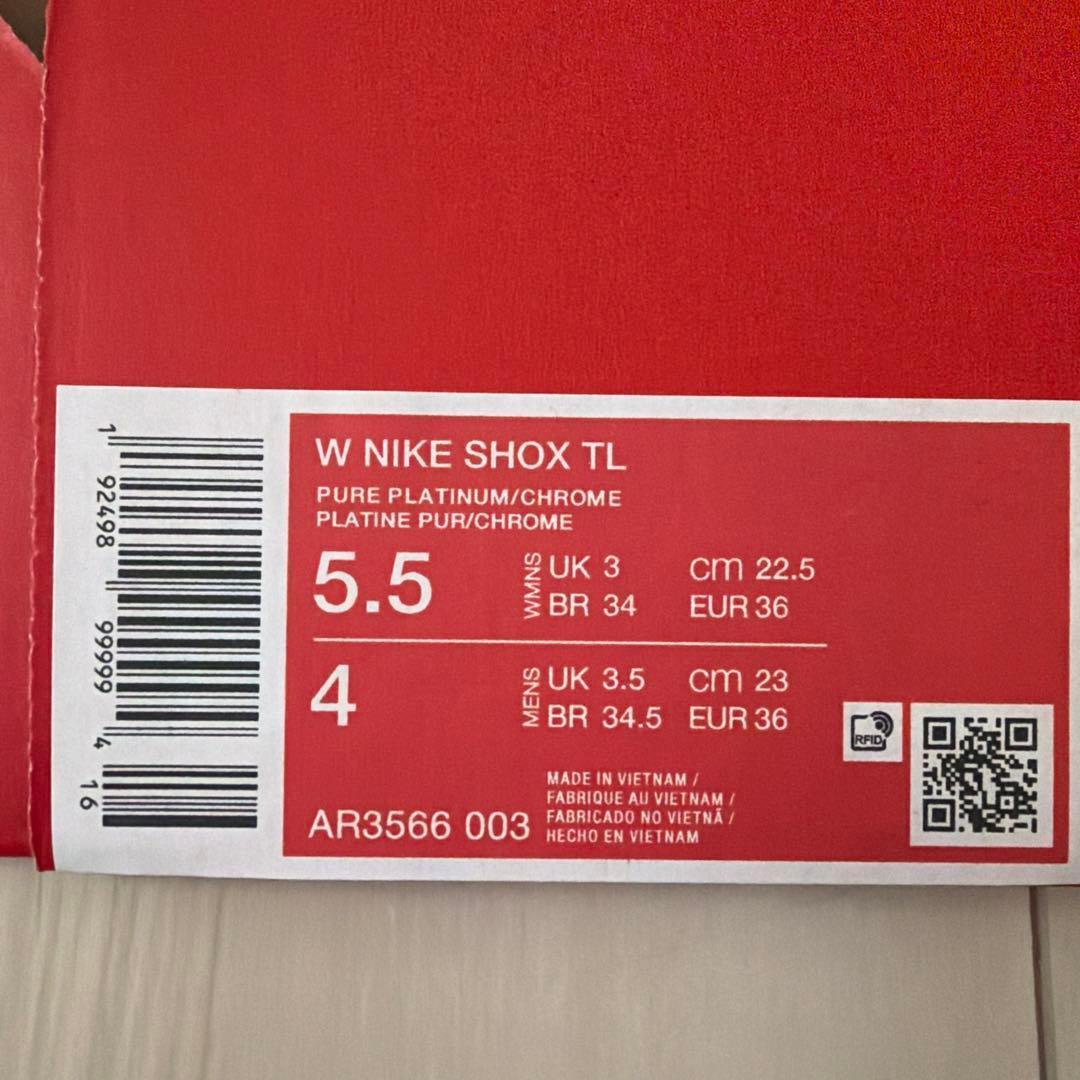 1
92498
99999
4
16
W NIKE SHOX TL
PURE PLATINUM/CHROME
PLATINE PUR/CHROME
5.5
WMNS
UK 3
cm 22.5
BR 34
EUR 36
4
MENS
UK 3.5
cm 23
BR 34.5
EUR 36
RFID
AR3566 003
MADE IN VIETNAM /
FABRIQUE AU VIETNAM /
FABRICADO NO VIETNÃ /
HECHO EN VIETNAM